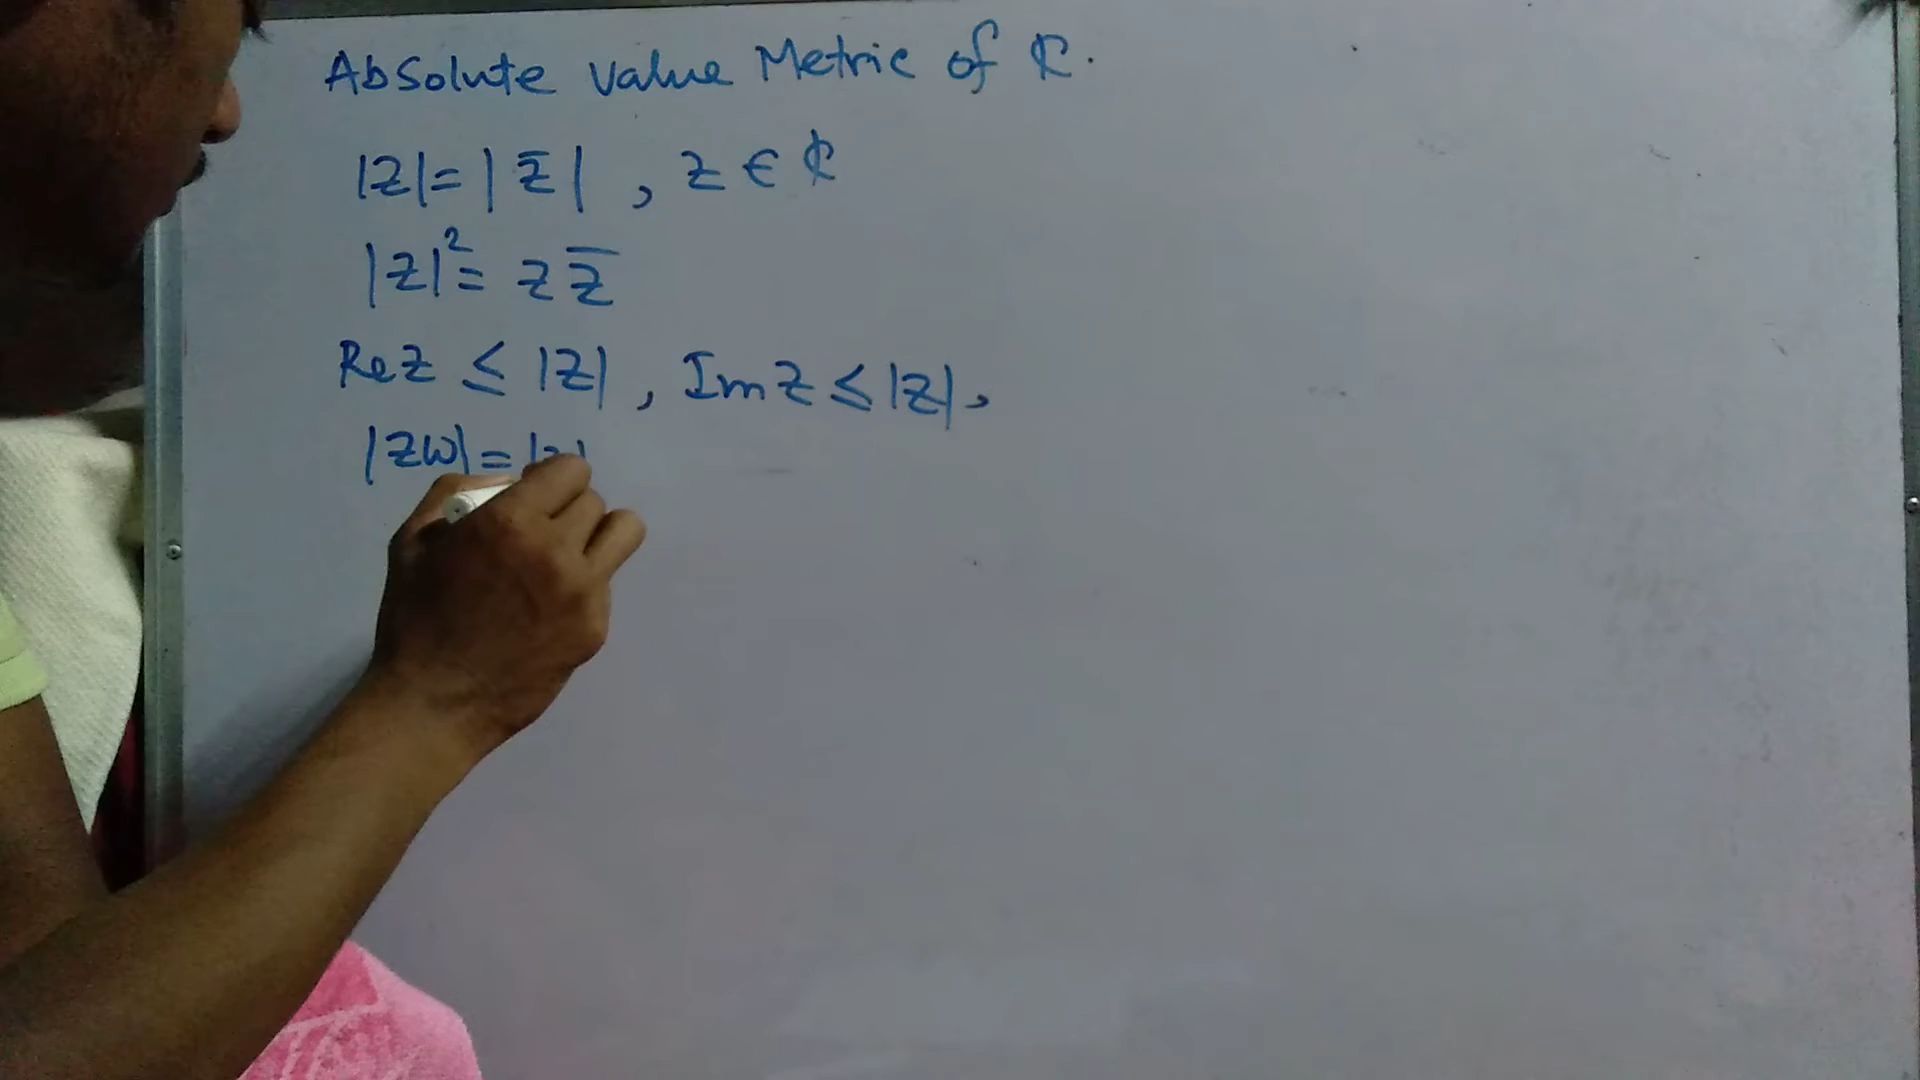 Absolute value Metric of ℂ.
|z| = |z̅| , z ∈ ℂ
|z|² = z z̅
Re z ≤ |z| , Im z ≤ |z| ,
|zw| = |z|